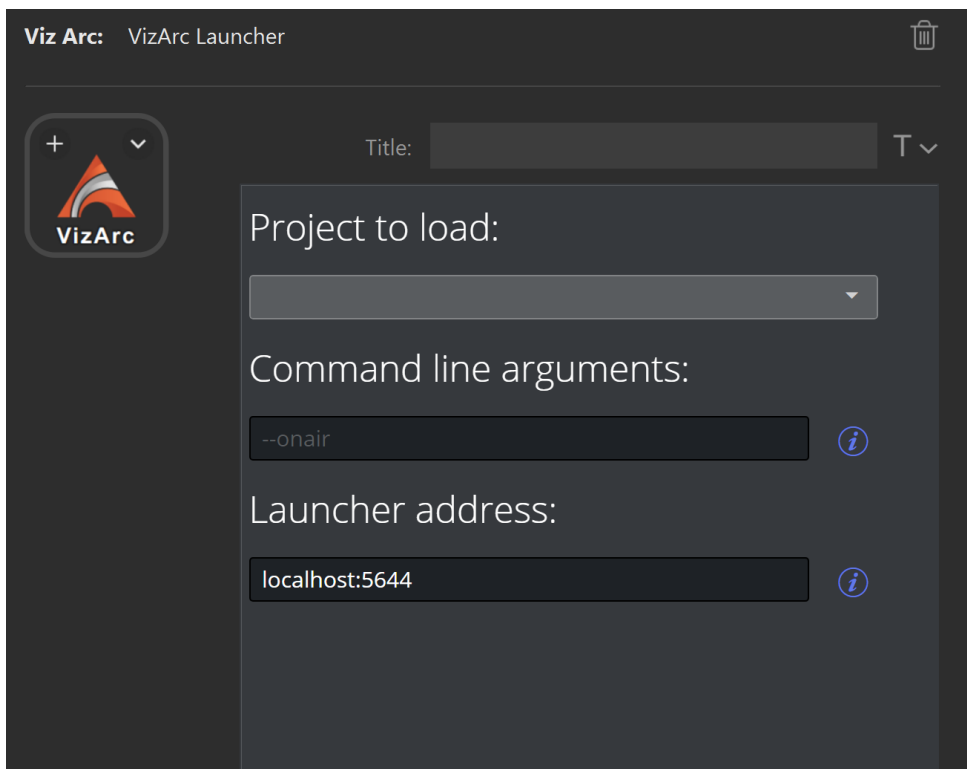 Viz Arc: VizArc Launcher
Title:
T
VizArc
Project to load:
Command line arguments:
--onair
Launcher address:
localhost:5644